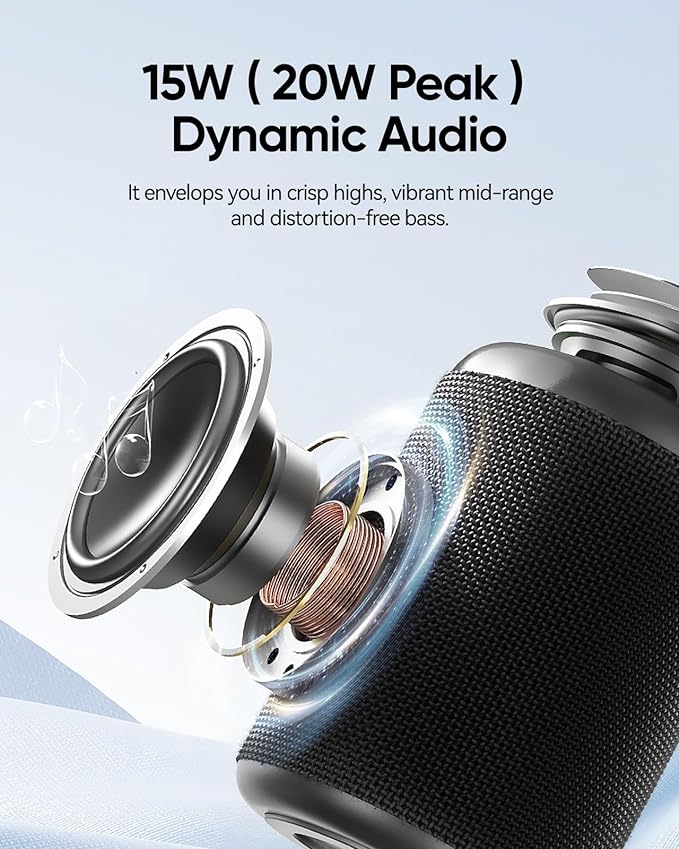 15W ( 20W Peak )
Dynamic Audio
It envelops you in crisp highs, vibrant mid-range
and distortion-free bass.